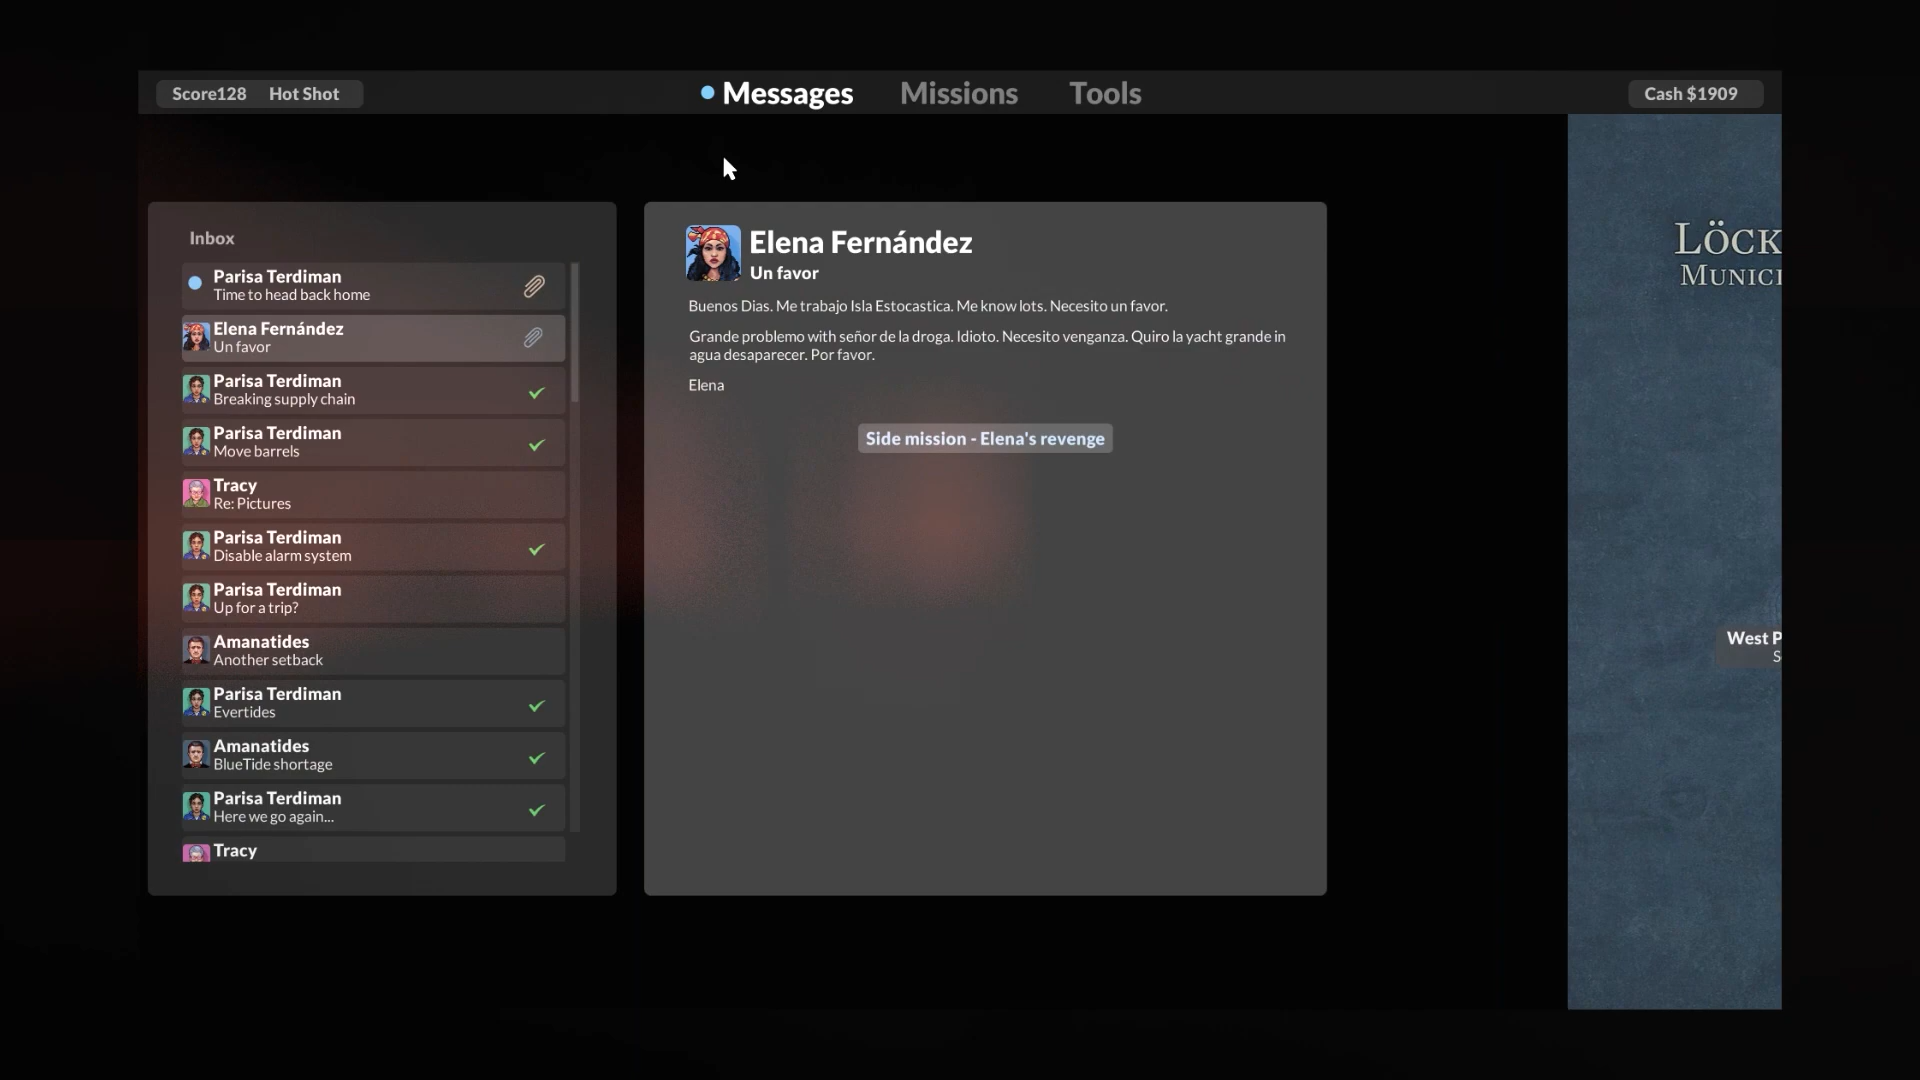 Score128 Hot Shot
Messages Missions Tools
Cash $1909
Inbox
Parisa Terdiman
Time to head back home
Elena Fernández
Un favor
Parisa Terdiman
Breaking supply chain
Parisa Terdiman
Move barrels
Tracy
Re: Pictures
Parisa Terdiman
Disable alarm system
Parisa Terdiman
Up for a trip?
Amanatides
Another setback
Parisa Terdiman
Evertides
Amanatides
BlueTide shortage
Parisa Terdiman
Here we go again...
Tracy
Elena Fernández
Un favor
Buenos Dias. Me trabajo Isla Estocastica. Me know lots. Necesito un favor.
Grande problemo with señor de la droga. Idioto. Necesito venganza. Quiro la yacht grande in
agua desaparecer. Por favor.
Elena
Side mission - Elena's revenge
LÖCK
MUNICI
West P
S